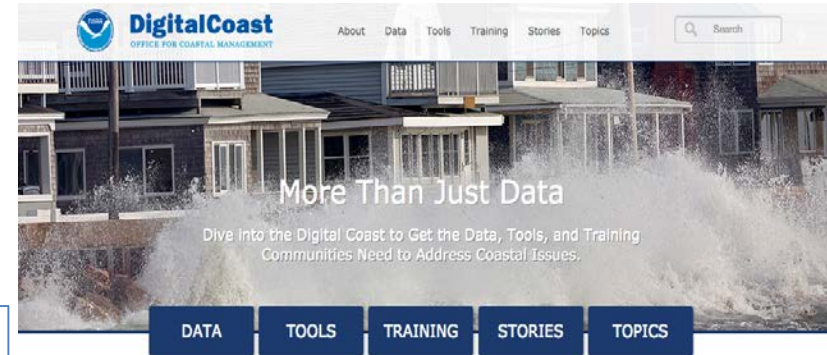 NOAA
DigitalCoast
OFFICE FOR COASTAL MANAGEMENT
About Data Tools Training Stories Topics
Search
More Than Just Data
Dive into the Digital Coast to Get the Data, Tools, and Training
Communities Need to Address Coastal Issues.
DATA TOOLS TRAINING STORIES TOPICS